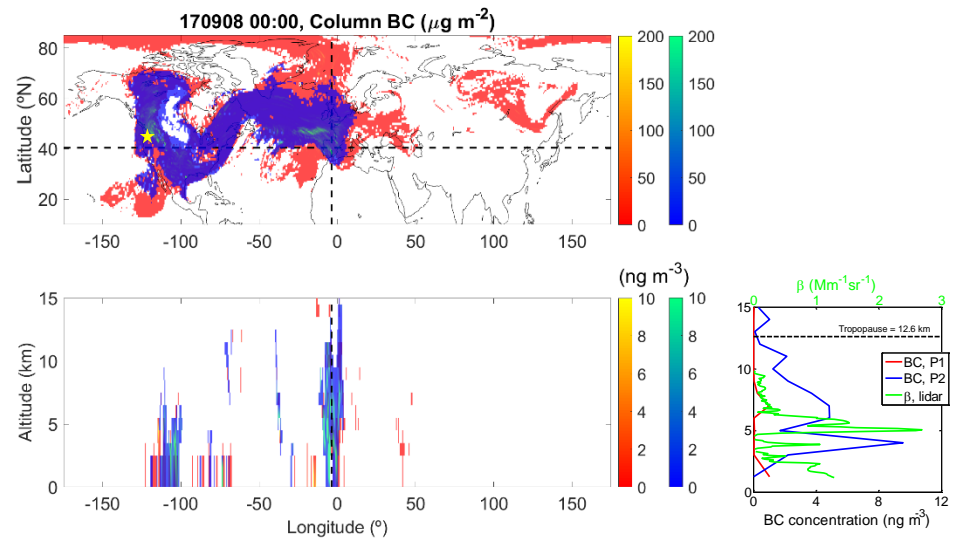 170908 00:00, Column BC (μg m⁻²)
85
80
60
40
20
10
Latitude (ºN)
-150 -100 -50 0 50 100 150
200 200
150 150
100 100
50 50
0 0
15
10
5
0
Altitude (km)
-150 -100 -50 0 50 100 150
Longitude (º)
(ng m⁻³)
10 10
8 8
6 6
4 4
2 2
0 0
β (Mm⁻¹sr⁻¹)
0 1 2 3
15
10
5
0
Tropopause = 12.6 km
BC, P1
BC, P2
β, lidar
0 4 8 12
BC concentration (ng m⁻³)